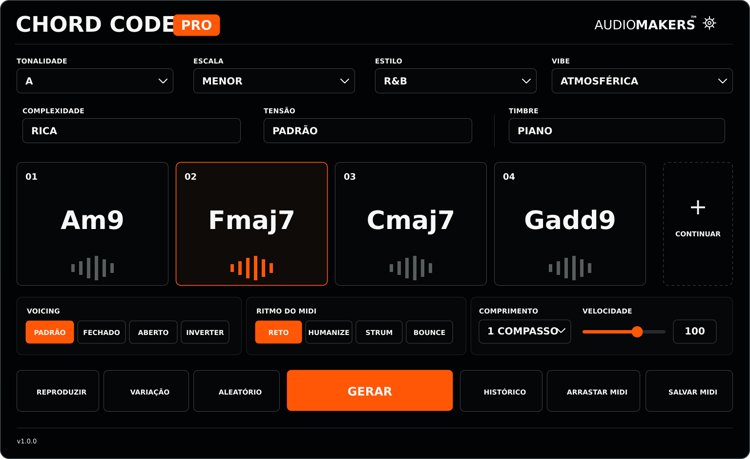 CHORD CODE PRO
AUDIOMAKERS™
TONALIDADE
ESCALA
ESTILO
VIBE
A
MENOR
R&B
ATMOSFÉRICA
COMPLEXIDADE
TENSÃO
TIMBRE
RICA
PADRÃO
PIANO
01
02
03
04
Am9
Fmaj7
Cmaj7
Gadd9
+
CONTINUAR
VOICING
RITMO DO MIDI
COMPRIMENTO
VELOCIDADE
PADRÃO
FECHADO
ABERTO
INVERTER
RETO
HUMANIZE
STRUM
BOUNCE
1 COMPASSO
100
REPRODUZIR
VARIAÇÃO
ALEATÓRIO
GERAR
HISTÓRICO
ARRASTAR MIDI
SALVAR MIDI
v1.0.0